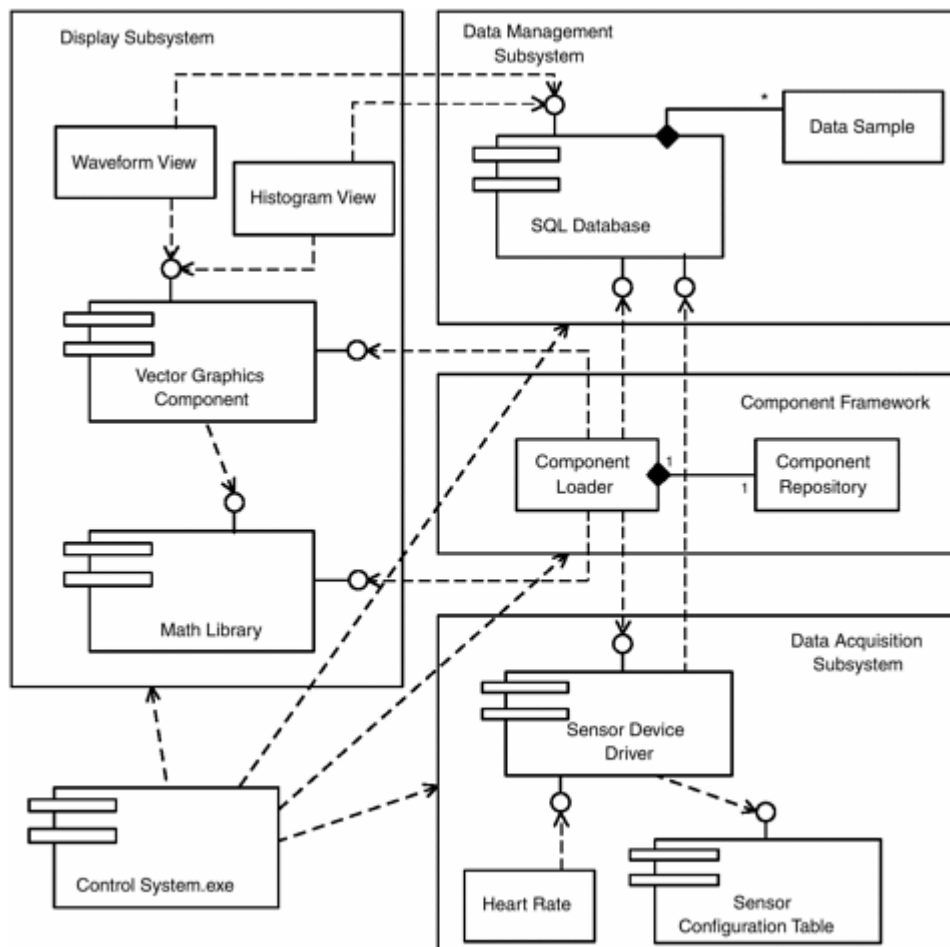 Display Subsystem
Data Management
Subsystem
*
Data Sample
Waveform View
Histogram View
SQL Database
Vector Graphics
Component
Component Framework
Component
Loader
1
1
Component
Repository
Math Library
Data Acquisition
Subsystem
Sensor Device
Driver
Control System.exe
Heart Rate
Sensor
Configuration Table